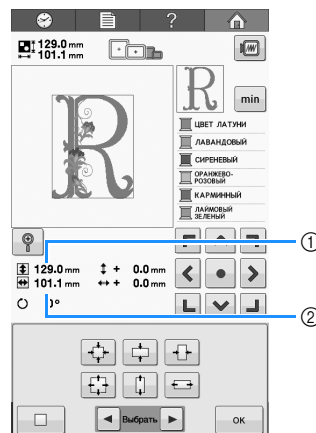 ?
129.0 mm
101.1 mm
R
min
ЦВЕТ ЛАТУНИ
ЛАВАНДОВЫЙ
СИРЕНЕВЫЙ
ОРАНЖЕВО-
РОЗОВЫЙ
КАРМИННЫЙ
ЛАЙМОВЫЙ
ЗЕЛЕНЫЙ
1
129.0 mm + 0.0 mm
101.1 mm + 0.0 mm
2
Выбрать
OK